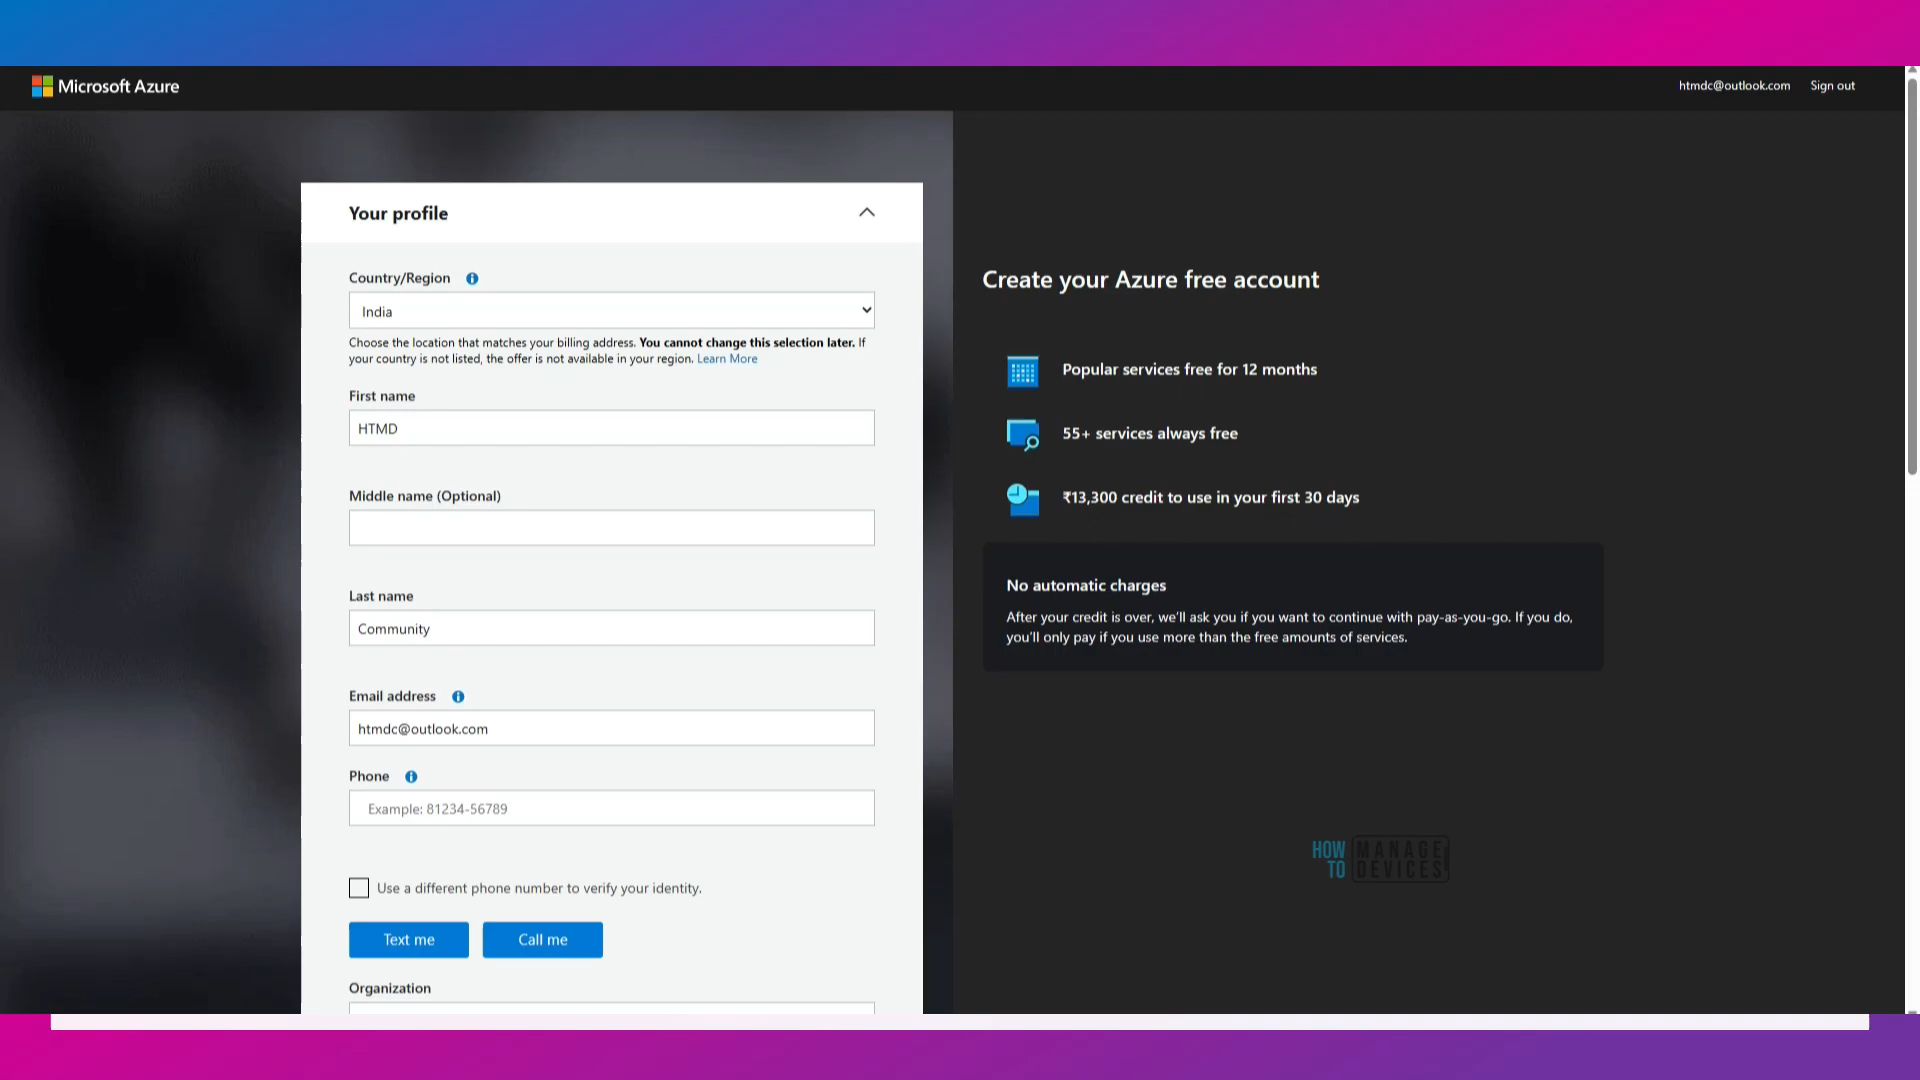 Microsoft Azure
htmdc@outlook.com
Sign out
Your profile
Country/Region
India
Choose the location that matches your billing address. You cannot change this selection later. If
your country is not listed, the offer is not available in your region. Learn More
First name
HTMD
Middle name (Optional)
Last name
Community
Email address
htmdc@outlook.com
Phone
Example: 81234-56789
Use a different phone number to verify your identity.
Text me
Call me
Organization
Create your Azure free account
Popular services free for 12 months
55+ services always free
₹13,300 credit to use in your first 30 days
No automatic charges
After your credit is over, we'll ask you if you want to continue with pay-as-you-go. If you do,
you'll only pay if you use more than the free amounts of services.
HOW MANAGE
TO DEVICES